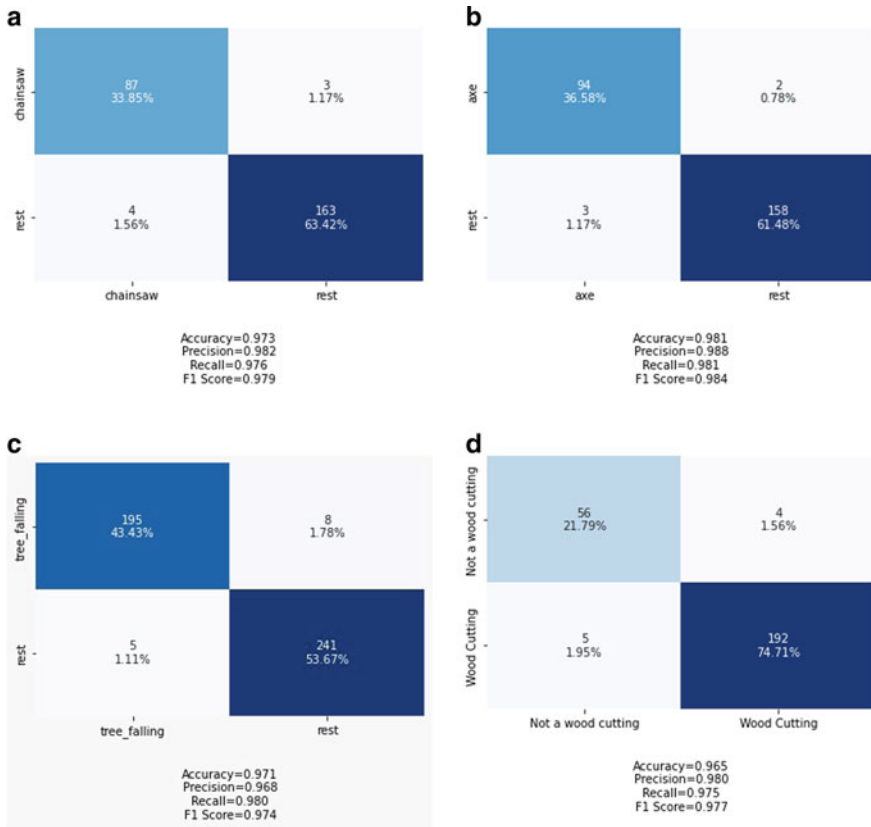 a
chainsaw
87
33.85%
3
1.17%
rest
4
1.56%
163
63.42%
chainsaw
rest
Accuracy=0.973
Precision=0.982
Recall=0.976
F1 Score=0.979
b
axe
94
36.58%
2
0.78%
rest
3
1.17%
158
61.48%
axe
rest
Accuracy=0.981
Precision=0.988
Recall=0.981
F1 Score=0.984
c
tree_falling
195
43.43%
8
1.78%
rest
5
1.11%
241
53.67%
tree_falling
rest
Accuracy=0.971
Precision=0.968
Recall=0.980
F1 Score=0.974
d
Not a wood cutting
56
21.79%
4
1.56%
Wood Cutting
5
1.95%
192
74.71%
Not a wood cutting
Wood Cutting
Accuracy=0.965
Precision=0.980
Recall=0.975
F1 Score=0.977